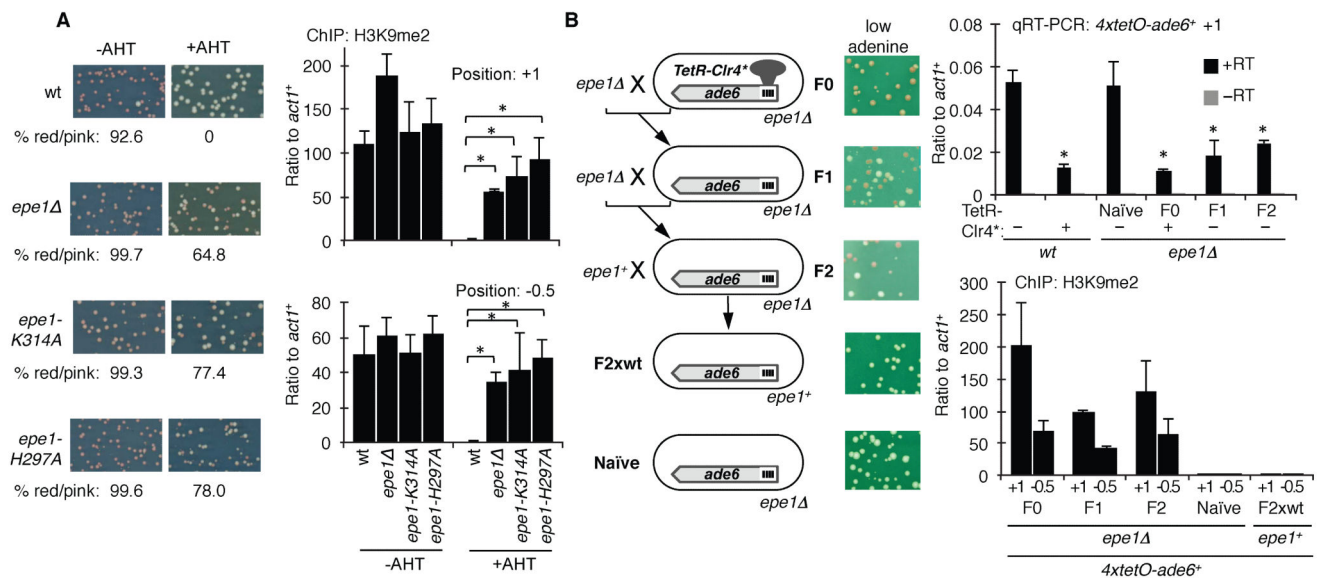 A
-AHT +AHT
wt
% red/pink: 92.6 0
epe1Δ
% red/pink: 99.7 64.8
epe1-
K314A
% red/pink: 99.3 77.4
epe1-
H297A
% red/pink: 99.6 78.0
ChIP: H3K9me2
Position: +1
Ratio to act1+
200
150
100
50
0
* * *
Position: -0.5
Ratio to act1+
80
60
40
20
0
* * *
wt epe1Δ epe1-K314A epe1-H297A wt epe1Δ epe1-K314A epe1-H297A
-AHT +AHT
B
low
adenine
epe1Δ X TetR-Clr4* ade6 F0
epe1Δ
epe1Δ X ade6 F1
epe1Δ
epe1+ X ade6 F2
epe1Δ
F2xwt ade6
epe1+
Naïve ade6
epe1Δ
qRT-PCR: 4xtetO-ade6+ +1
+RT
−RT
Ratio to act1+
0.08
0.06
0.04
0.02
0
* * * *
Naïve F0 F1 F2
TetR-
Clr4*: − + − + − −
wt epe1Δ
ChIP: H3K9me2
Ratio to act1+
300
250
200
150
100
50
0
+1 -0.5 +1 -0.5 +1 -0.5 +1 -0.5 +1 -0.5
F0 F1 F2 Naïve F2xwt
epe1Δ epe1+
4xtetO-ade6+